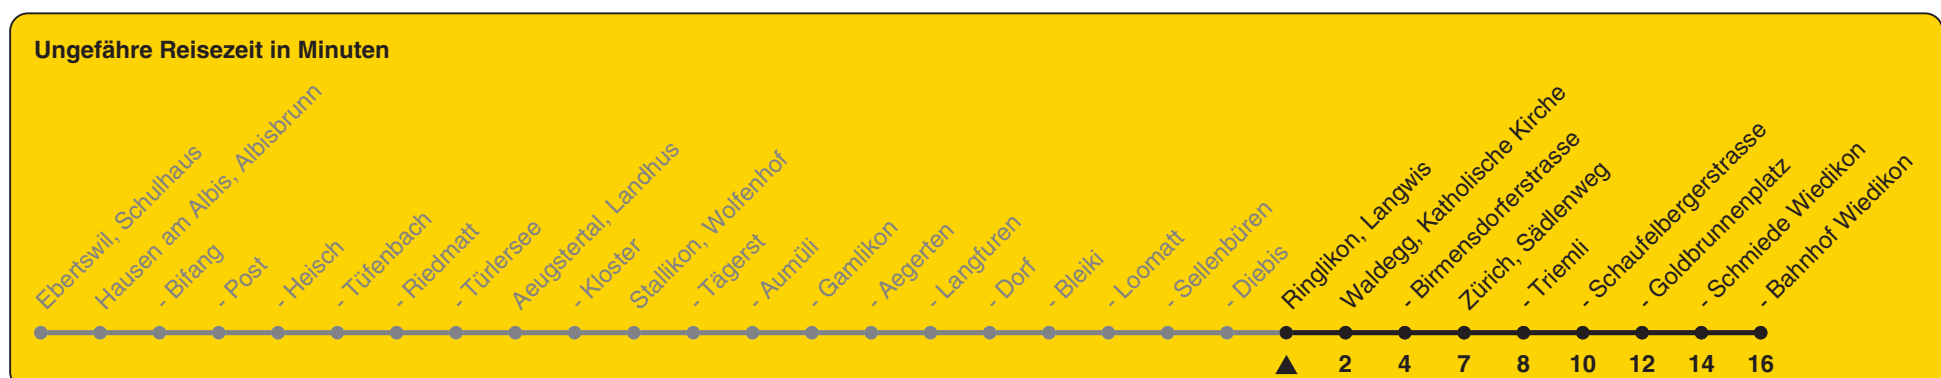 Ungefähre Reisezeit in Minuten
Ebertswil, Schulhaus
Hausen am Albis, Albisbrunn
- Bifang
- Post
- Heisch
- Tüfenbach
- Riedmatt
- Türlersee
Aeugstertal, Landhus
- Kloster
Stallikon, Wolfenhof
- Tägerst
- Aumüli
- Gamlikon
- Aegerten
- Langfuren
- Dorf
- Bleiki
- Loomatt
- Sellenbüren
- Diebis
Ringlikon, Langwis
Waldegg, Katholische Kirche
- Birmensdorferstrasse
Zürich, Sädlenweg
- Triemli
- Schaufelbergerstrasse
- Goldbrunnenplatz
- Schmiede Wiedikon
- Bahnhof Wiedikon
2 4 7 8 10 12 14 16